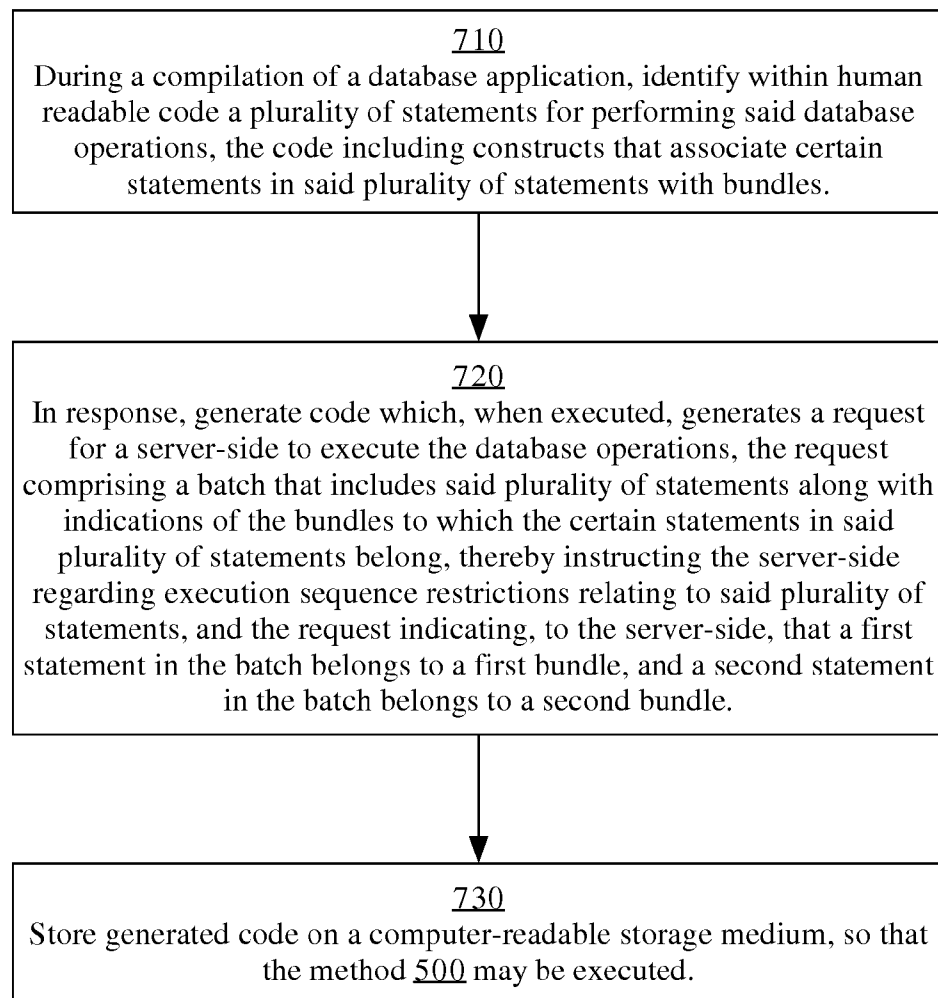 710
During a compilation of a database application, identify within human
readable code a plurality of statements for performing said database
operations, the code including constructs that associate certain
statements in said plurality of statements with bundles.
720
In response, generate code which, when executed, generates a request
for a server-side to execute the database operations, the request
comprising a batch that includes said plurality of statements along with
indications of the bundles to which the certain statements in said
plurality of statements belong, thereby instructing the server-side
regarding execution sequence restrictions relating to said plurality of
statements, and the request indicating, to the server-side, that a first
statement in the batch belongs to a first bundle, and a second statement
in the batch belongs to a second bundle.
730
Store generated code on a computer-readable storage medium, so that
the method 500 may be executed.